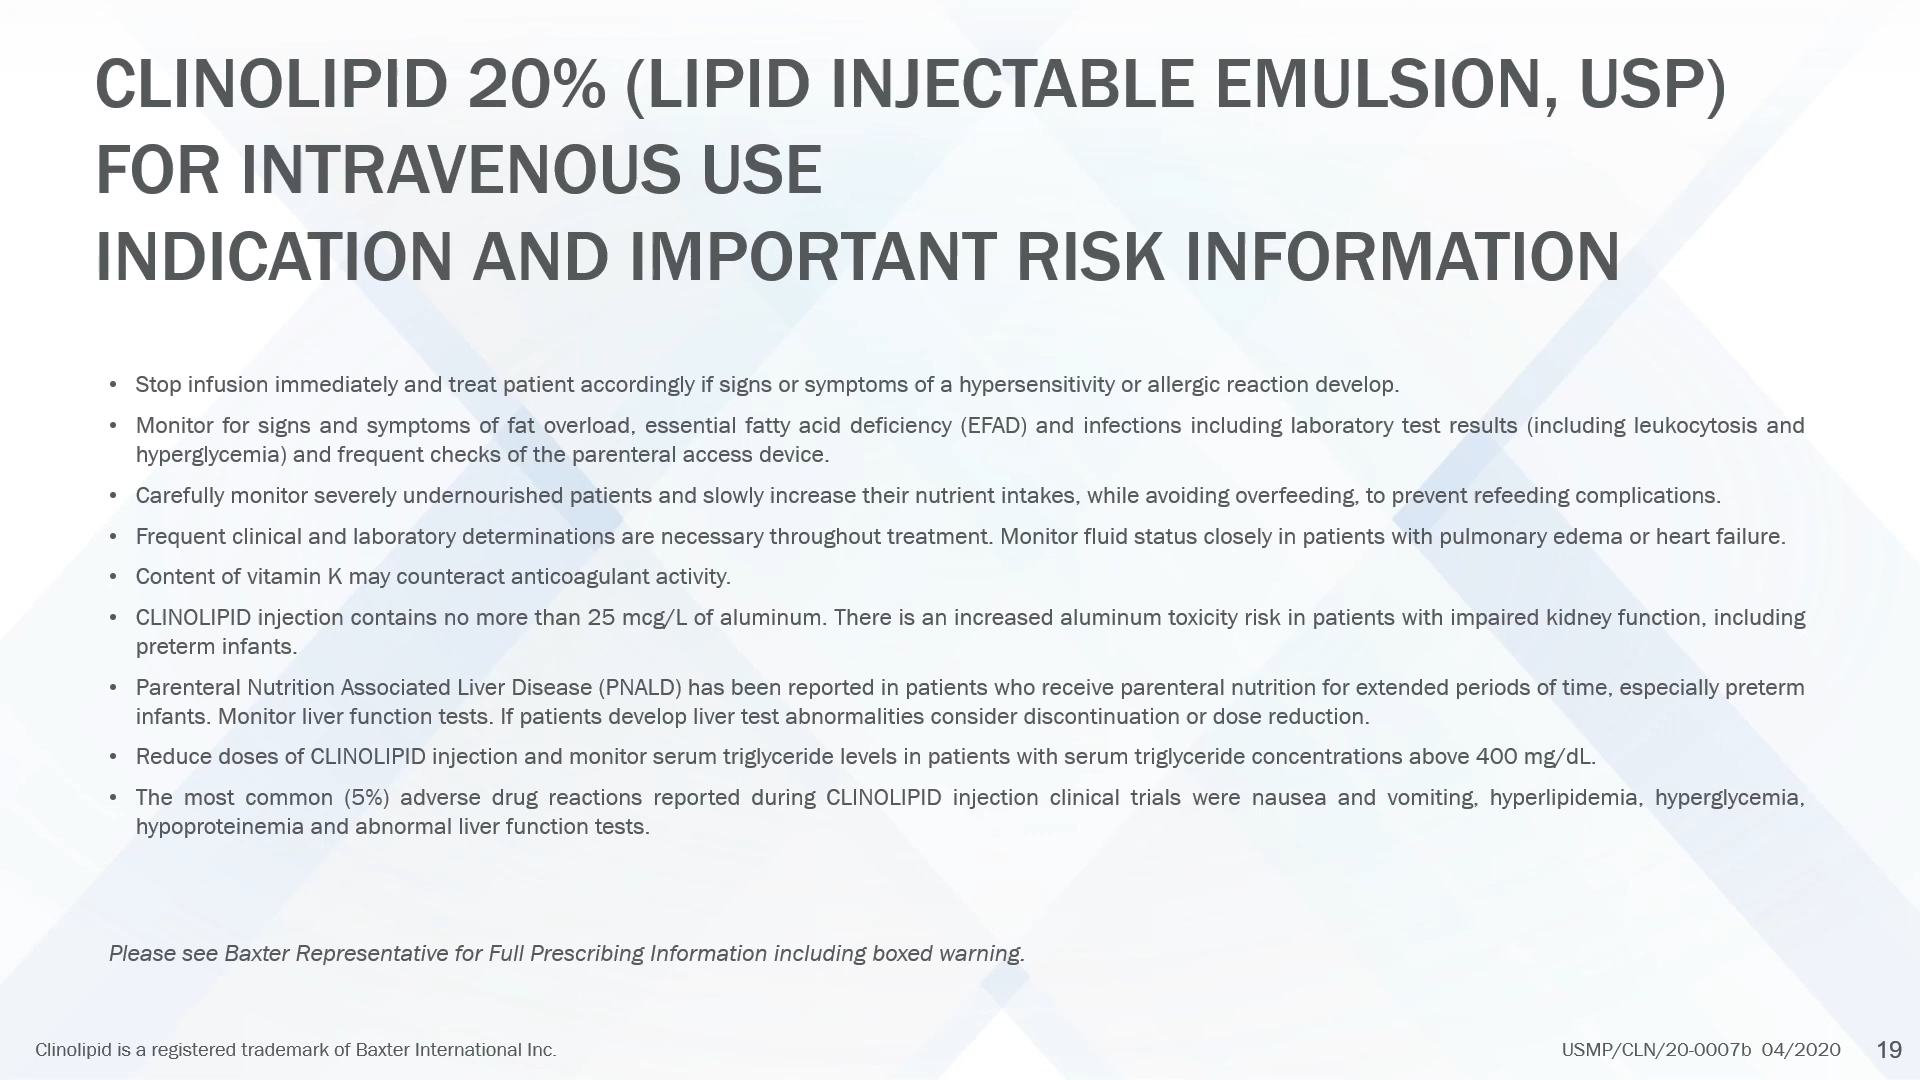 CLINOLIPID 20% (LIPID INJECTABLE EMULSION, USP)
FOR INTRAVENOUS USE
INDICATION AND IMPORTANT RISK INFORMATION
• Stop infusion immediately and treat patient accordingly if signs or symptoms of a hypersensitivity or allergic reaction develop.
• Monitor for signs and symptoms of fat overload, essential fatty acid deficiency (EFAD) and infections including laboratory test results (including leukocytosis and
hyperglycemia) and frequent checks of the parenteral access device.
• Carefully monitor severely undernourished patients and slowly increase their nutrient intakes, while avoiding overfeeding, to prevent refeeding complications.
• Frequent clinical and laboratory determinations are necessary throughout treatment. Monitor fluid status closely in patients with pulmonary edema or heart failure.
• Content of vitamin K may counteract anticoagulant activity.
• CLINOLIPID injection contains no more than 25 mcg/L of aluminum. There is an increased aluminum toxicity risk in patients with impaired kidney function, including
preterm infants.
• Parenteral Nutrition Associated Liver Disease (PNALD) has been reported in patients who receive parenteral nutrition for extended periods of time, especially preterm
infants. Monitor liver function tests. If patients develop liver test abnormalities consider discontinuation or dose reduction.
• Reduce doses of CLINOLIPID injection and monitor serum triglyceride levels in patients with serum triglyceride concentrations above 400 mg/dL.
• The most common (5%) adverse drug reactions reported during CLINOLIPID injection clinical trials were nausea and vomiting, hyperlipidemia, hyperglycemia,
hypoproteinemia and abnormal liver function tests.
Please see Baxter Representative for Full Prescribing Information including boxed warning.
Clinolipid is a registered trademark of Baxter International Inc.
USMP/CLN/20-0007b 04/2020 19